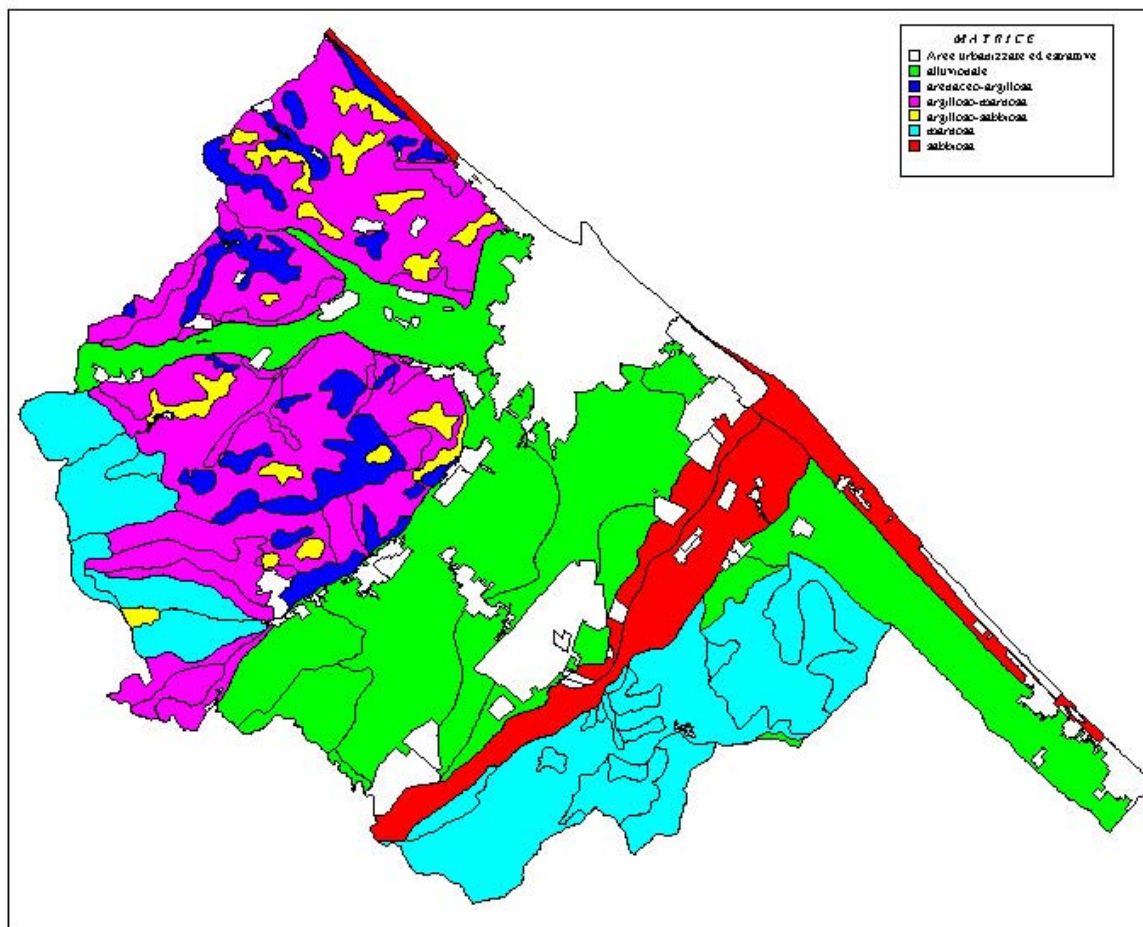 MATRICE
Aree urbanizzate ed estrattive
alluvionale
arenaceo-argillosa
argilloso-marnosa
argilloso-sabbiosa
marnosa
sabbiosa